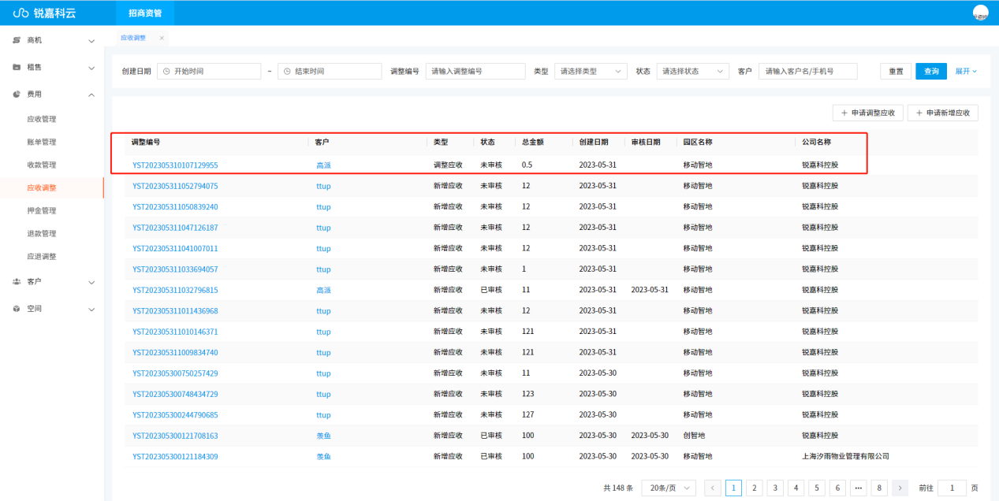 锐嘉科云 招商资管
商机
租售
费用
应收管理
账单管理
收款管理
应收调整
押金管理
退款管理
应退调整
客户
空间
应收调整 ×
创建日期 开始时间 ~ 结束时间 调整编号 请输入调整编号 类型 请选择类型 状态 请选择状态 客户 请输入客户名/手机号 重置 查询 展开
+ 申请调整应收 + 申请新增应收
调整编号 客户 类型 状态 总金额 创建日期 审核日期 园区名称 公司名称
YST202305310107129955 高派 调整应收 未审核 0.5 2023-05-31 移动智地 锐嘉科控股
YST202305311052794075 ttup 新增应收 未审核 12 2023-05-31 移动智地 锐嘉科控股
YST202305311050839240 ttup 新增应收 未审核 12 2023-05-31 移动智地 锐嘉科控股
YST202305311047126187 ttup 新增应收 未审核 12 2023-05-31 移动智地 锐嘉科控股
YST202305311041007011 ttup 新增应收 未审核 12 2023-05-31 移动智地 锐嘉科控股
YST202305311033694057 ttup 新增应收 未审核 1 2023-05-31 移动智地 锐嘉科控股
YST202305311032796815 高派 新增应收 已审核 11 2023-05-31 2023-05-31 移动智地 锐嘉科控股
YST202305311011436968 ttup 新增应收 未审核 12 2023-05-31 移动智地 锐嘉科控股
YST202305311010146371 ttup 新增应收 未审核 121 2023-05-31 移动智地 锐嘉科控股
YST202305311009834740 ttup 新增应收 未审核 121 2023-05-31 移动智地 锐嘉科控股
YST202305300750257429 ttup 新增应收 未审核 11 2023-05-30 移动智地 锐嘉科控股
YST202305300748434729 ttup 新增应收 未审核 123 2023-05-30 移动智地 锐嘉科控股
YST202305300244790685 ttup 新增应收 未审核 127 2023-05-30 移动智地 锐嘉科控股
YST202305300121708163 羡鱼 新增应收 已审核 100 2023-05-30 2023-05-30 创智地 锐嘉科控股
YST202305300121184309 羡鱼 新增应收 已审核 100 2023-05-30 2023-05-30 移动智地 上海汐雨物业管理有限公司
共 148 条 20条/页 < 1 2 3 4 5 6 ··· 8 > 前往 1 页